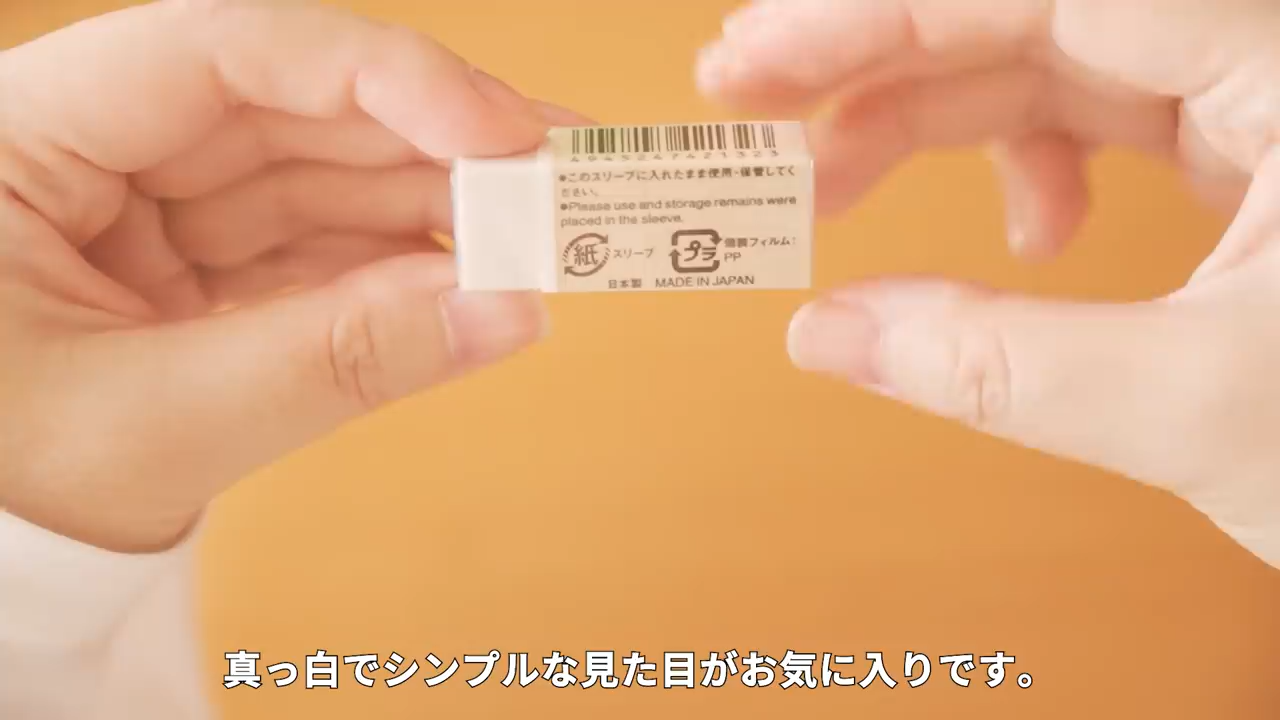 4945247421323
●このスリーブに入れたまま使用・保管してく
ださい。
●Please use and storage remains were
placed in the sleeve.
紙 スリーブ プラ 個装フィルム:
PP
日本製 MADE IN JAPAN
真っ白でシンプルな見た目がお気に入りです。